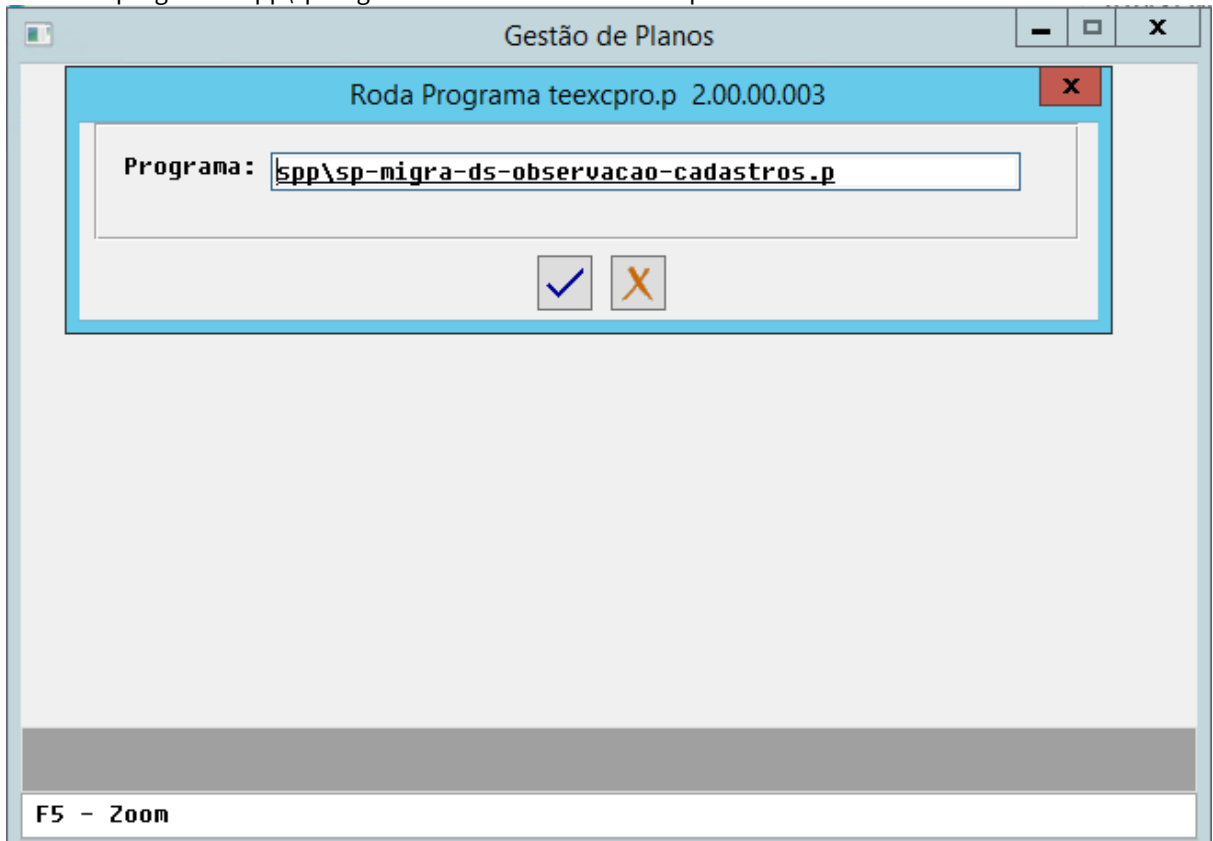 Gestão de Planos
Roda Programa teexcpro.p 2.00.00.003
Programa: spp\sp-migra-ds-observacao-cadastros.p
F5 - Zoom